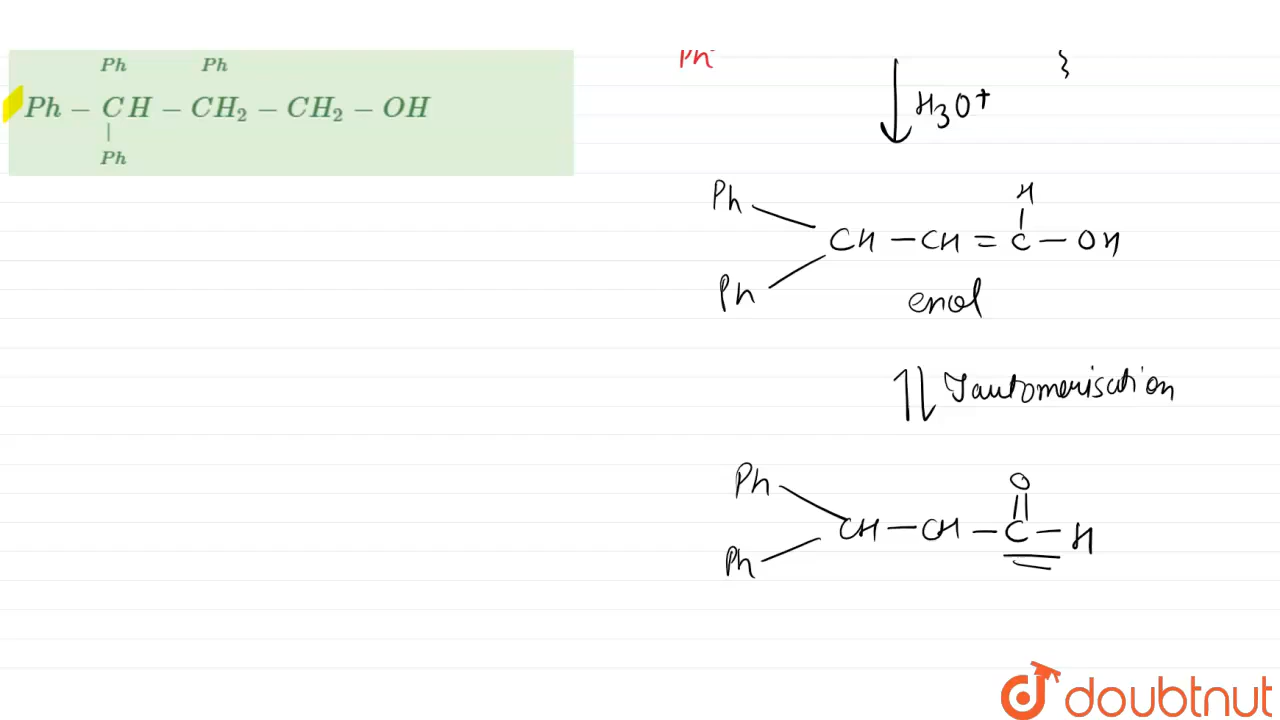 Ph Ph
Ph − CH − CH₂ − CH₂ − OH
|
Ph
Ph
H₃O⁺
Ph
H
CH — CH = C — OH
Ph
enol
Tautomerisation
Ph
O
CH — CH — C — H
Ph
doubtnut